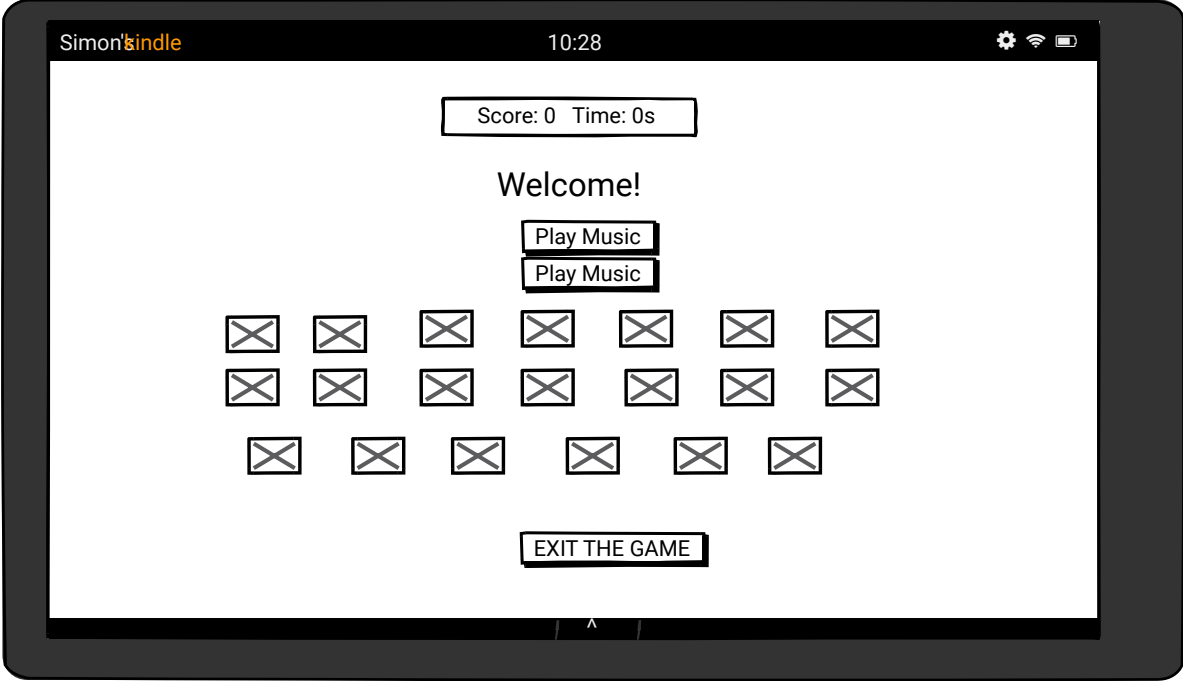 Simon's kindle 10:28
Score: 0 Time: 0s
Welcome!
Play Music
Play Music
EXIT THE GAME